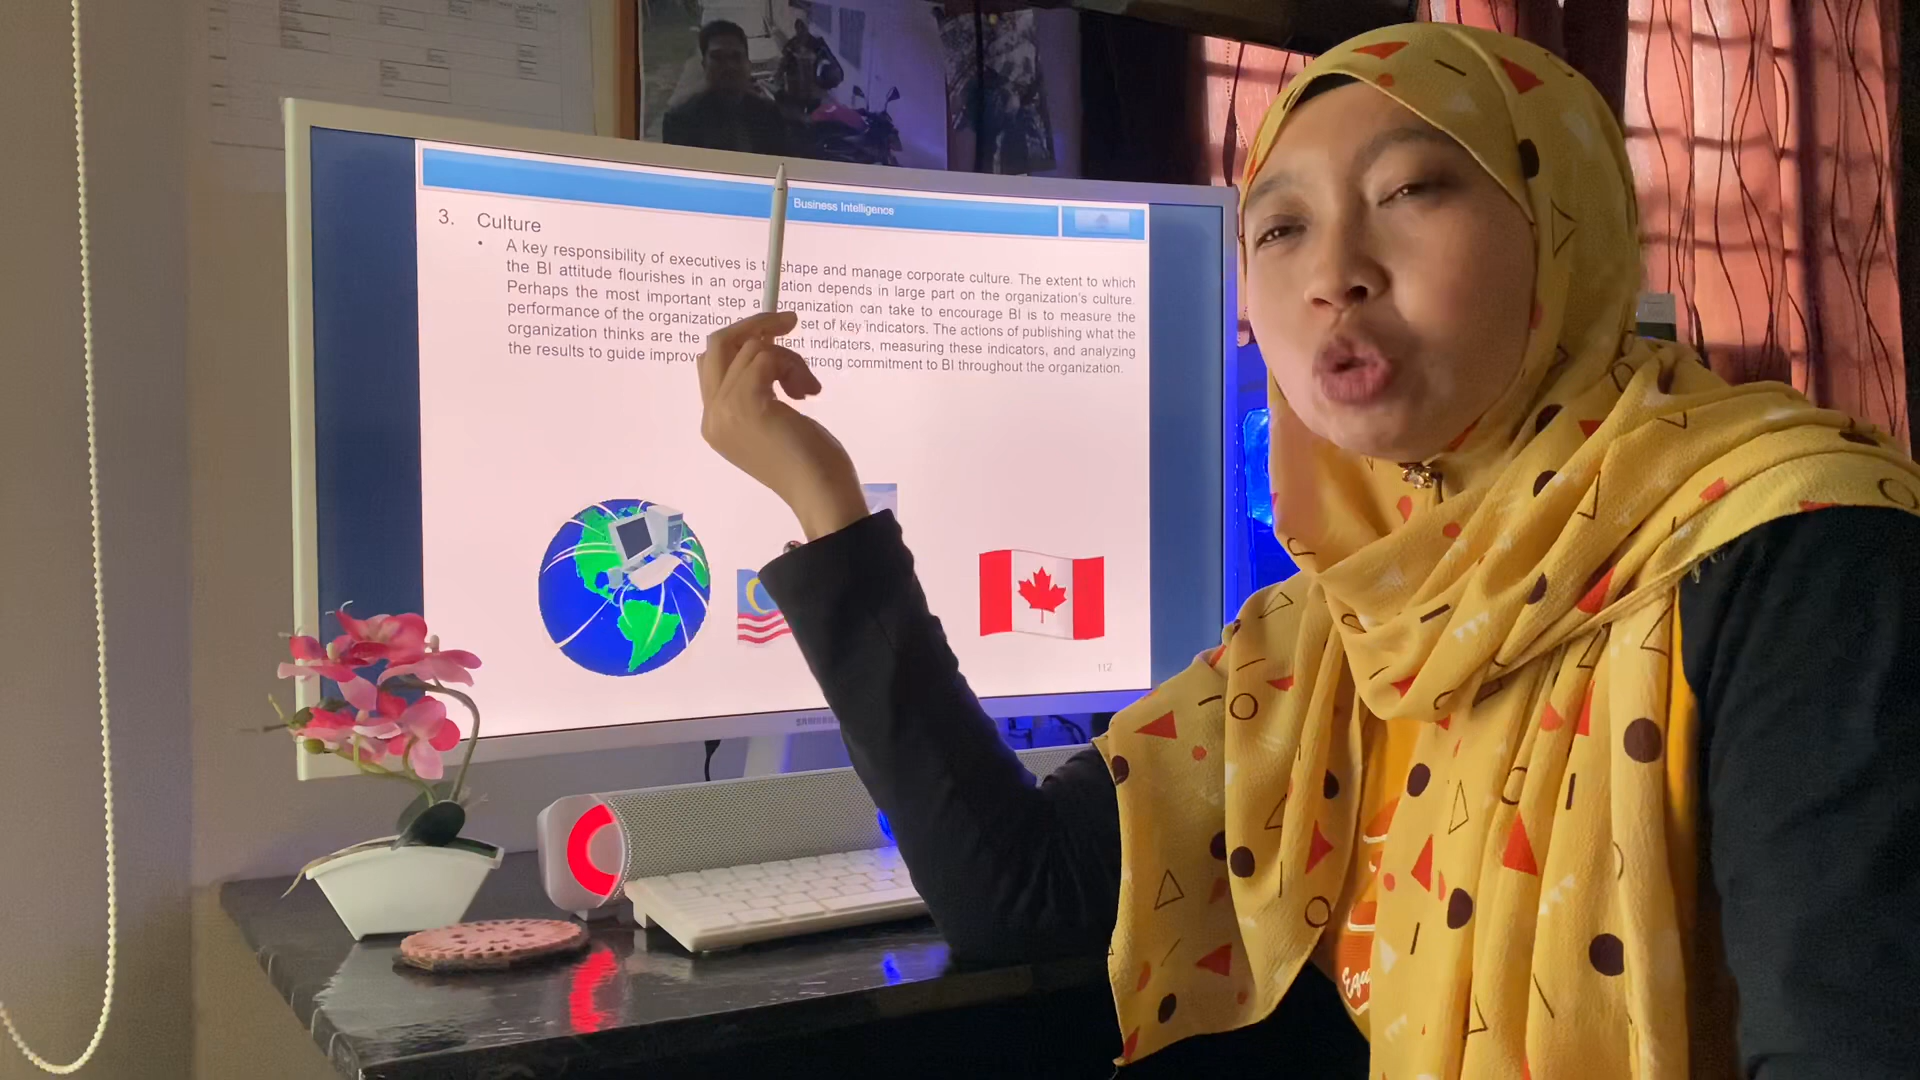 Business Intelligence
3. Culture
• A key responsibility of executives is shape and manage corporate culture. The extent to which
the BI attitude flourishes in an depends in large part on the organization's culture.
Perhaps the most important step organization can take to encourage BI is to measure the
performance of the organization set of key indicators. The actions of publishing what the
organization thinks are the indicators, measuring these indicators, and analyzing
the results to guide strong commitment to BI throughout the organization.
112